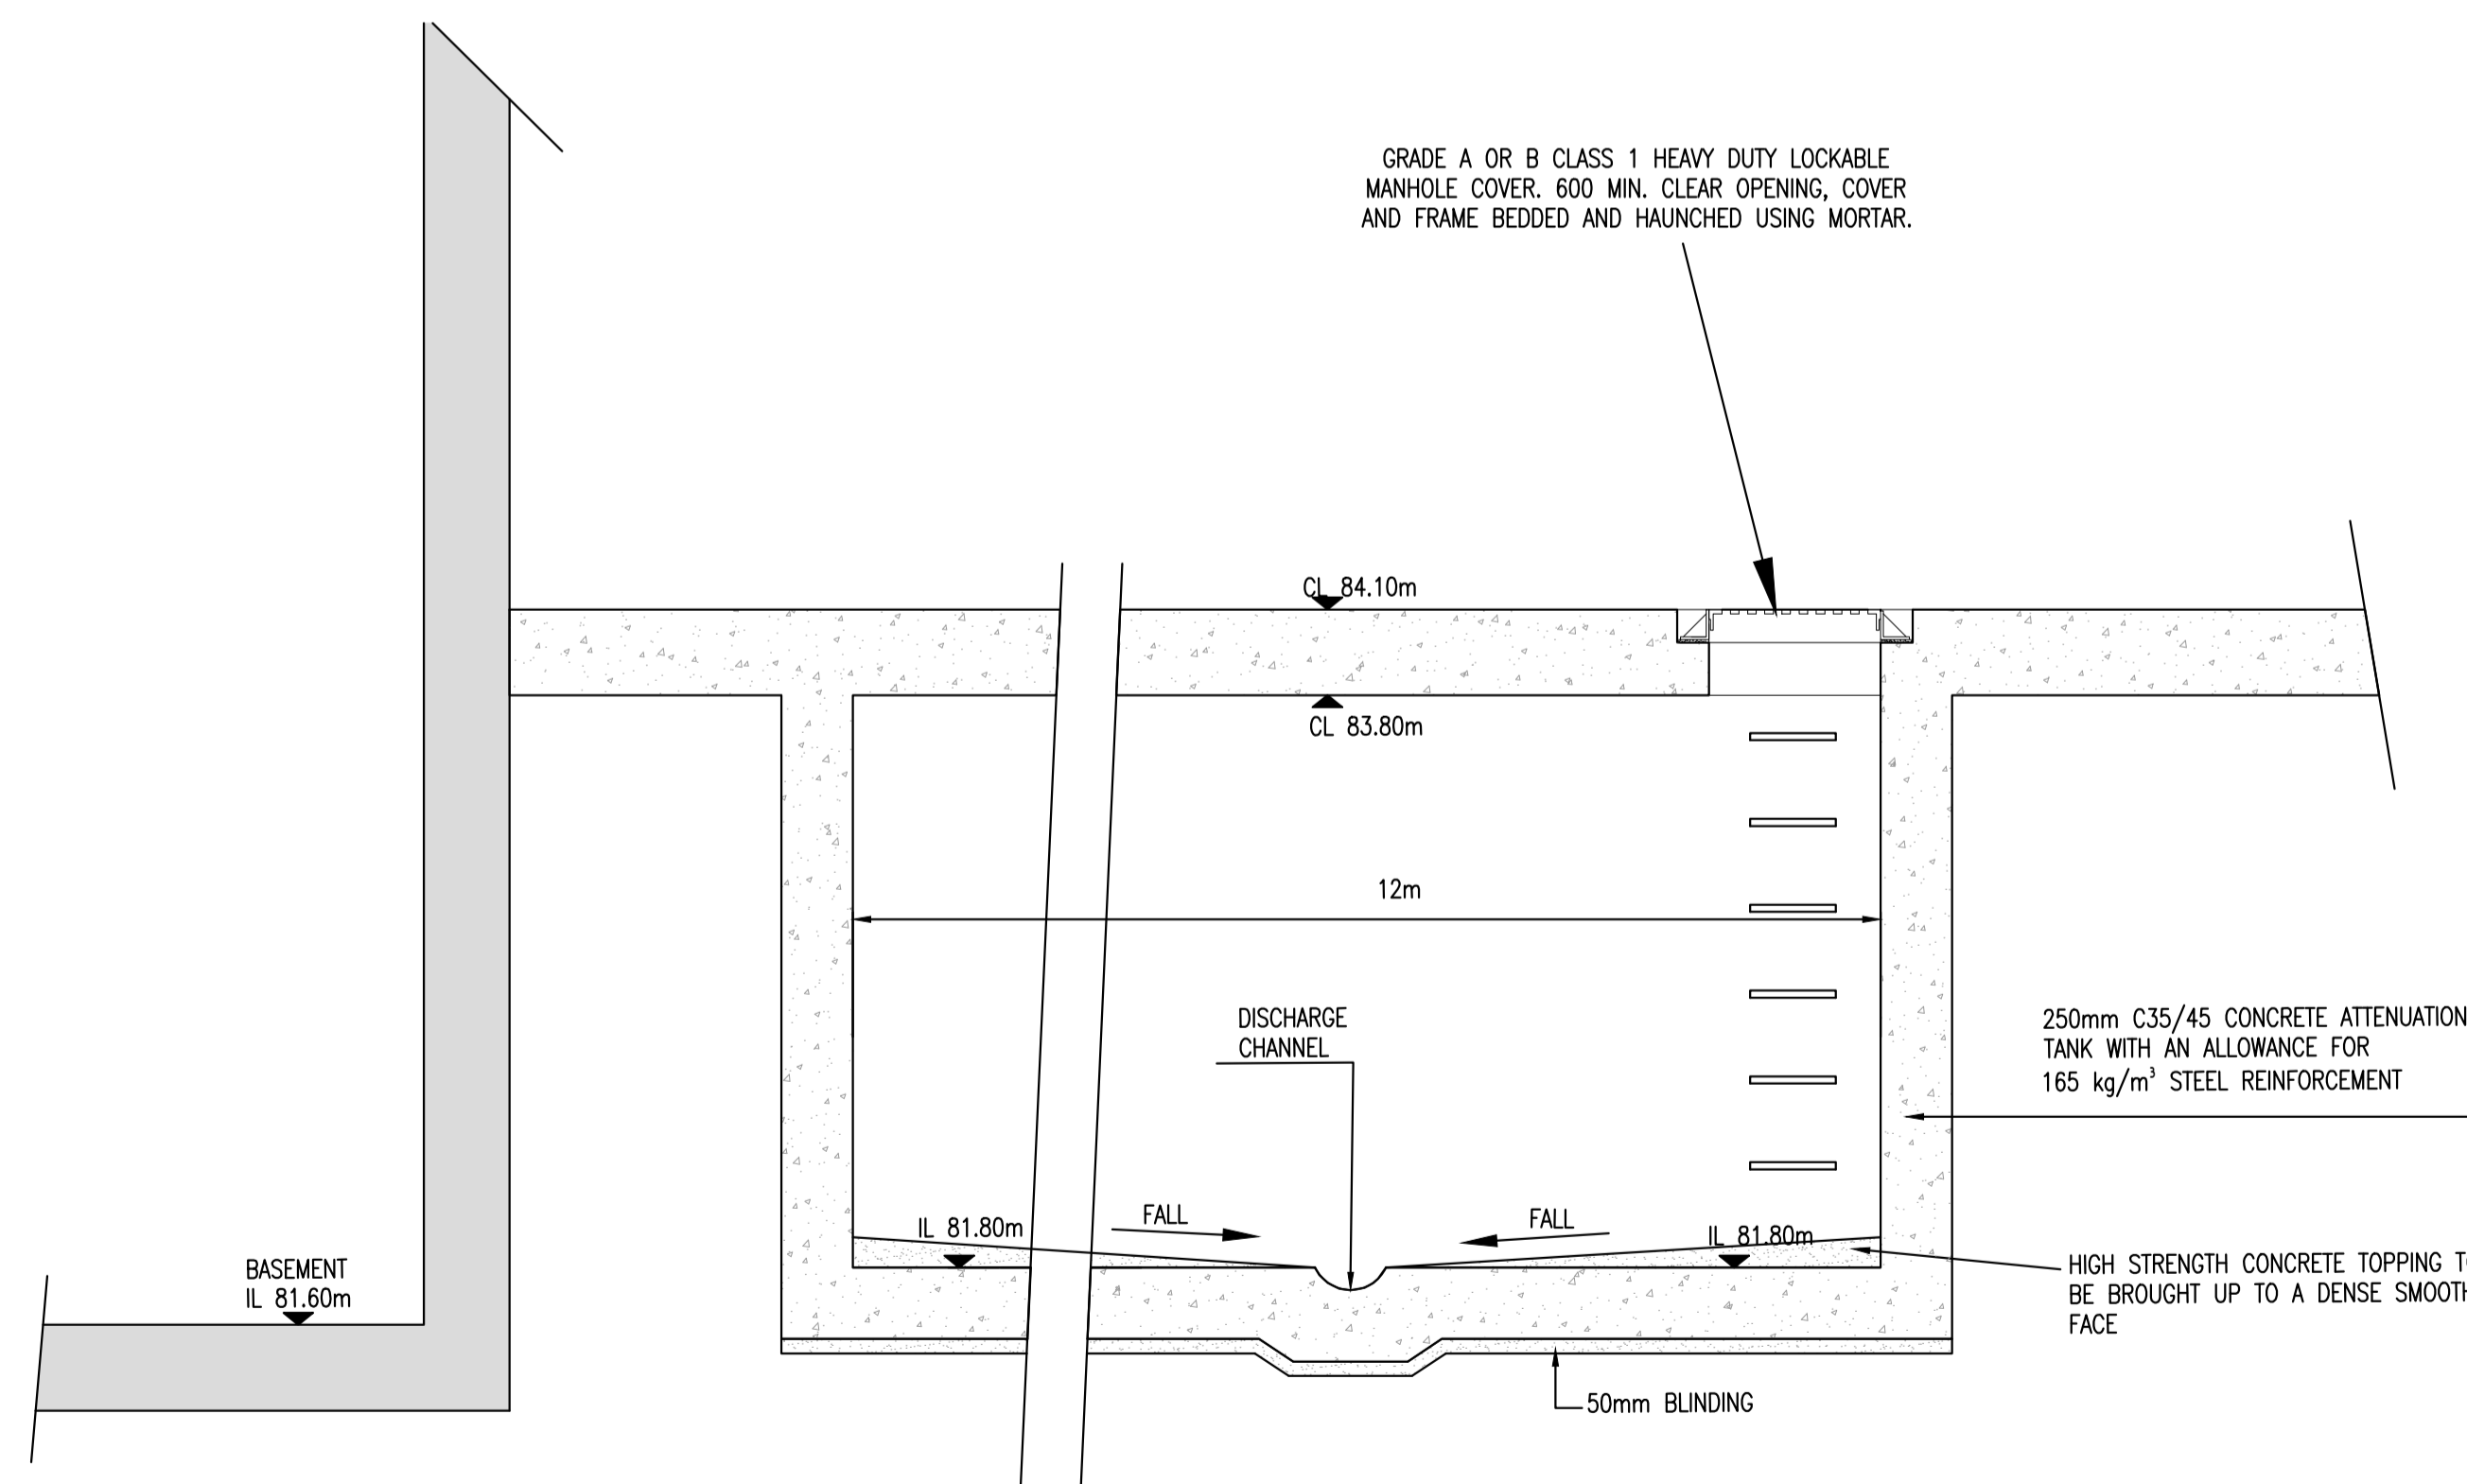 GRADE A OR B CLASS 1 HEAVY DUTY LOCKABLE
MANHOLE COVER. 600 MIN. CLEAR OPENING, COVER
AND FRAME BEDDED AND HAUNCHED USING MORTAR.
CL 84.10m
CL 83.80m
12m
DISCHARGE
CHANNEL
250mm C35/45 CONCRETE ATTENUATION
TANK WITH AN ALLOWANCE FOR
165 kg/m³ STEEL REINFORCEMENT
FALL
FALL
IL 81.80m
IL 81.80m
BASEMENT
IL 81.60m
HIGH STRENGTH CONCRETE TOPPING TO
BE BROUGHT UP TO A DENSE SMOOTH
FACE
50mm BLINDING